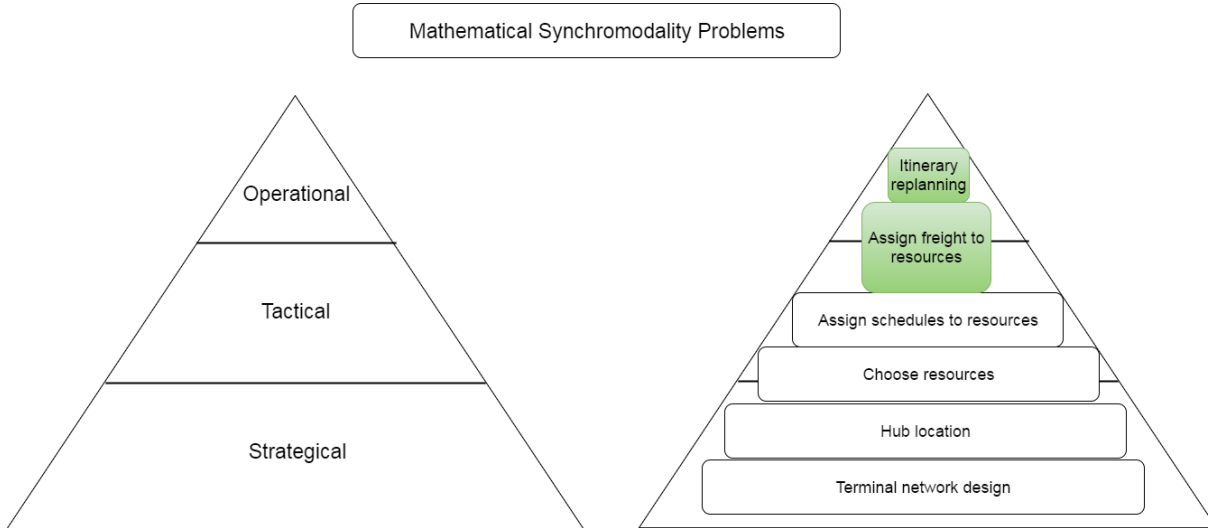 Mathematical Synchromodality Problems
Operational
Tactical
Strategical
Itinerary
replanning
Assign freight to
resources
Assign schedules to resources
Choose resources
Hub location
Terminal network design